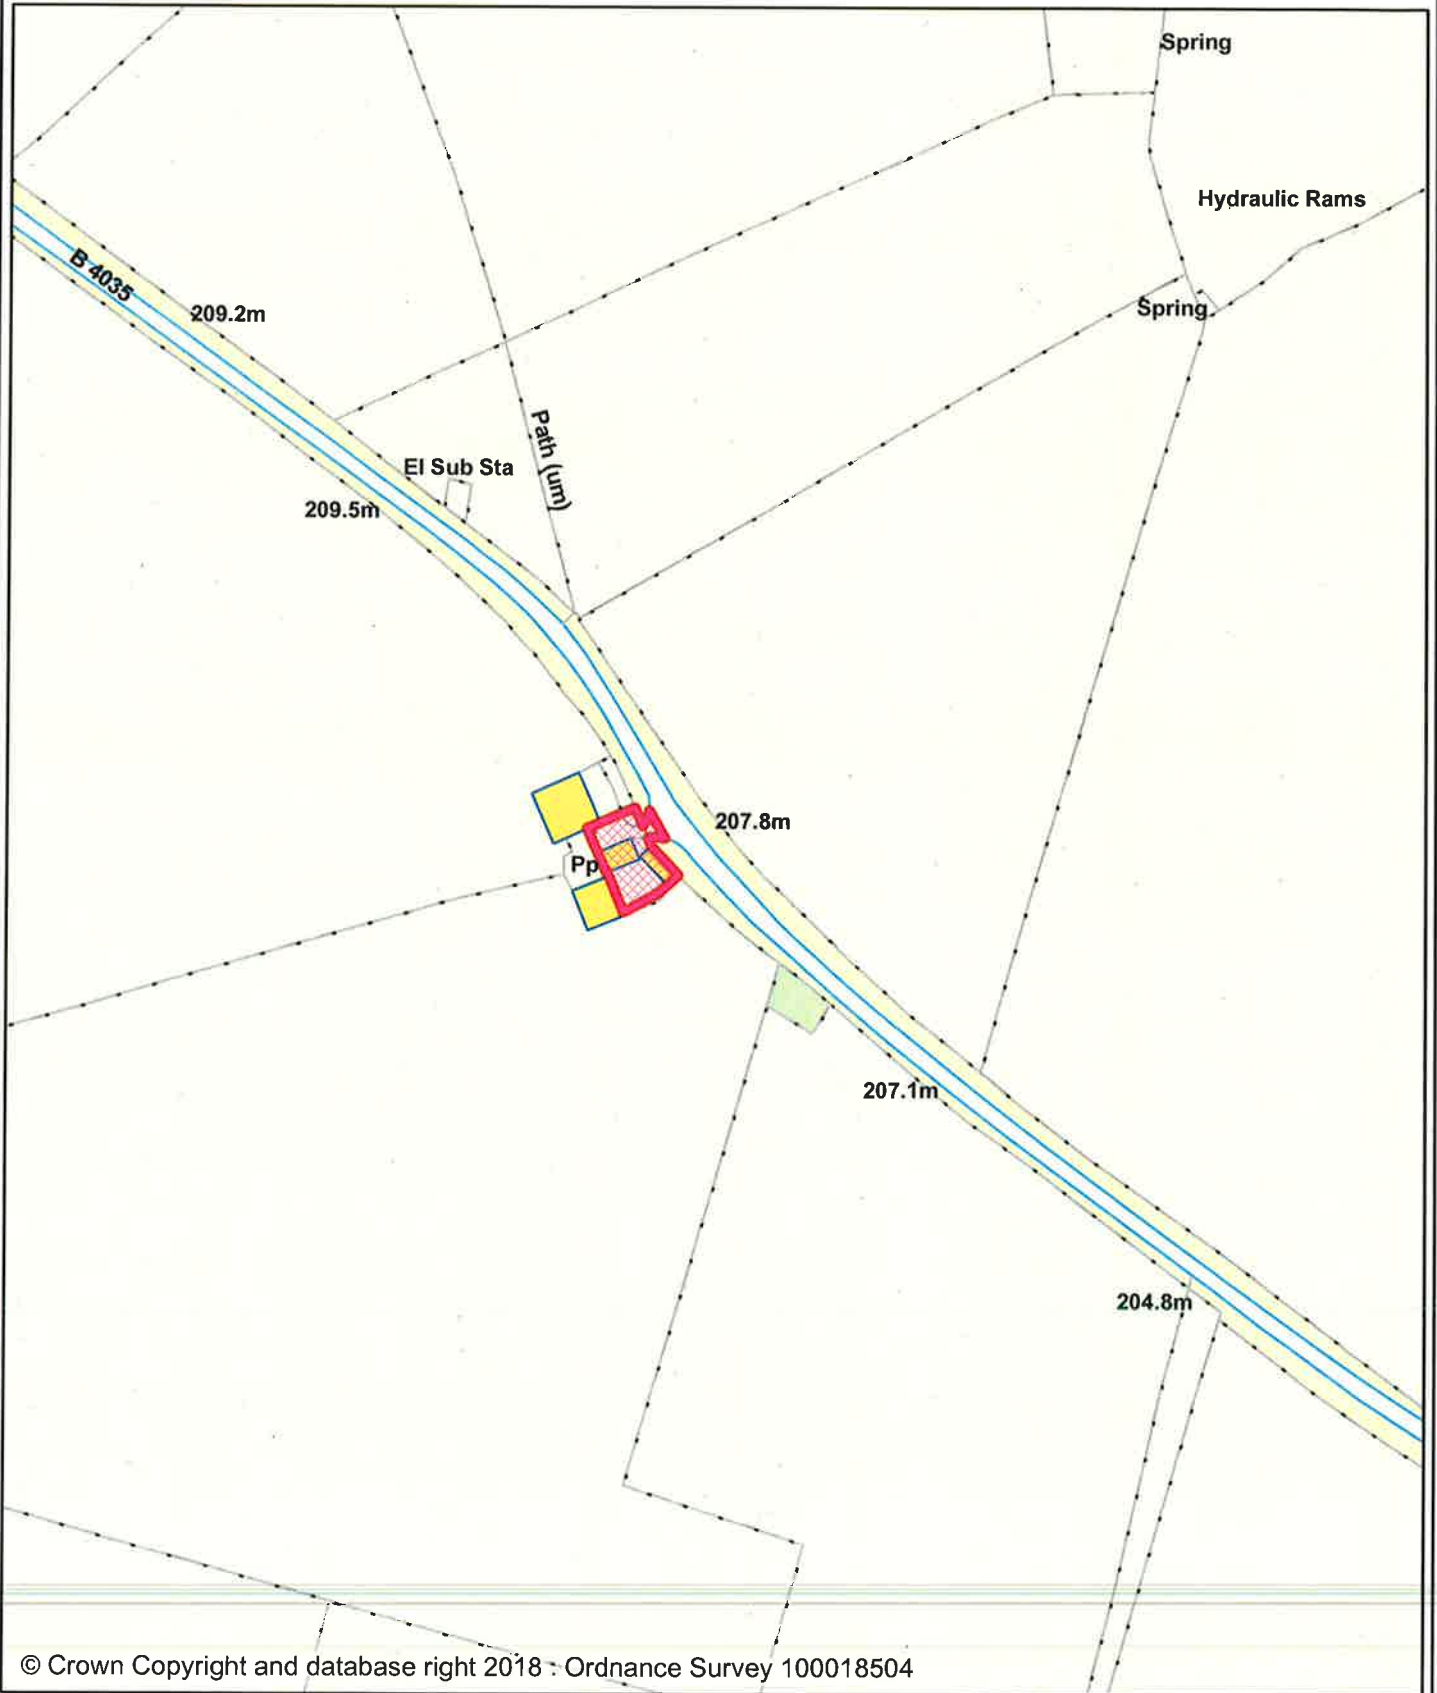 Spring
Hydraulic Rams
B 4035
209.2m
Spring
Path (um)
El Sub Sta
209.5m
207.8m
Pp
207.1m
204.8m
© Crown Copyright and database right 2018 : Ordnance Survey 100018504